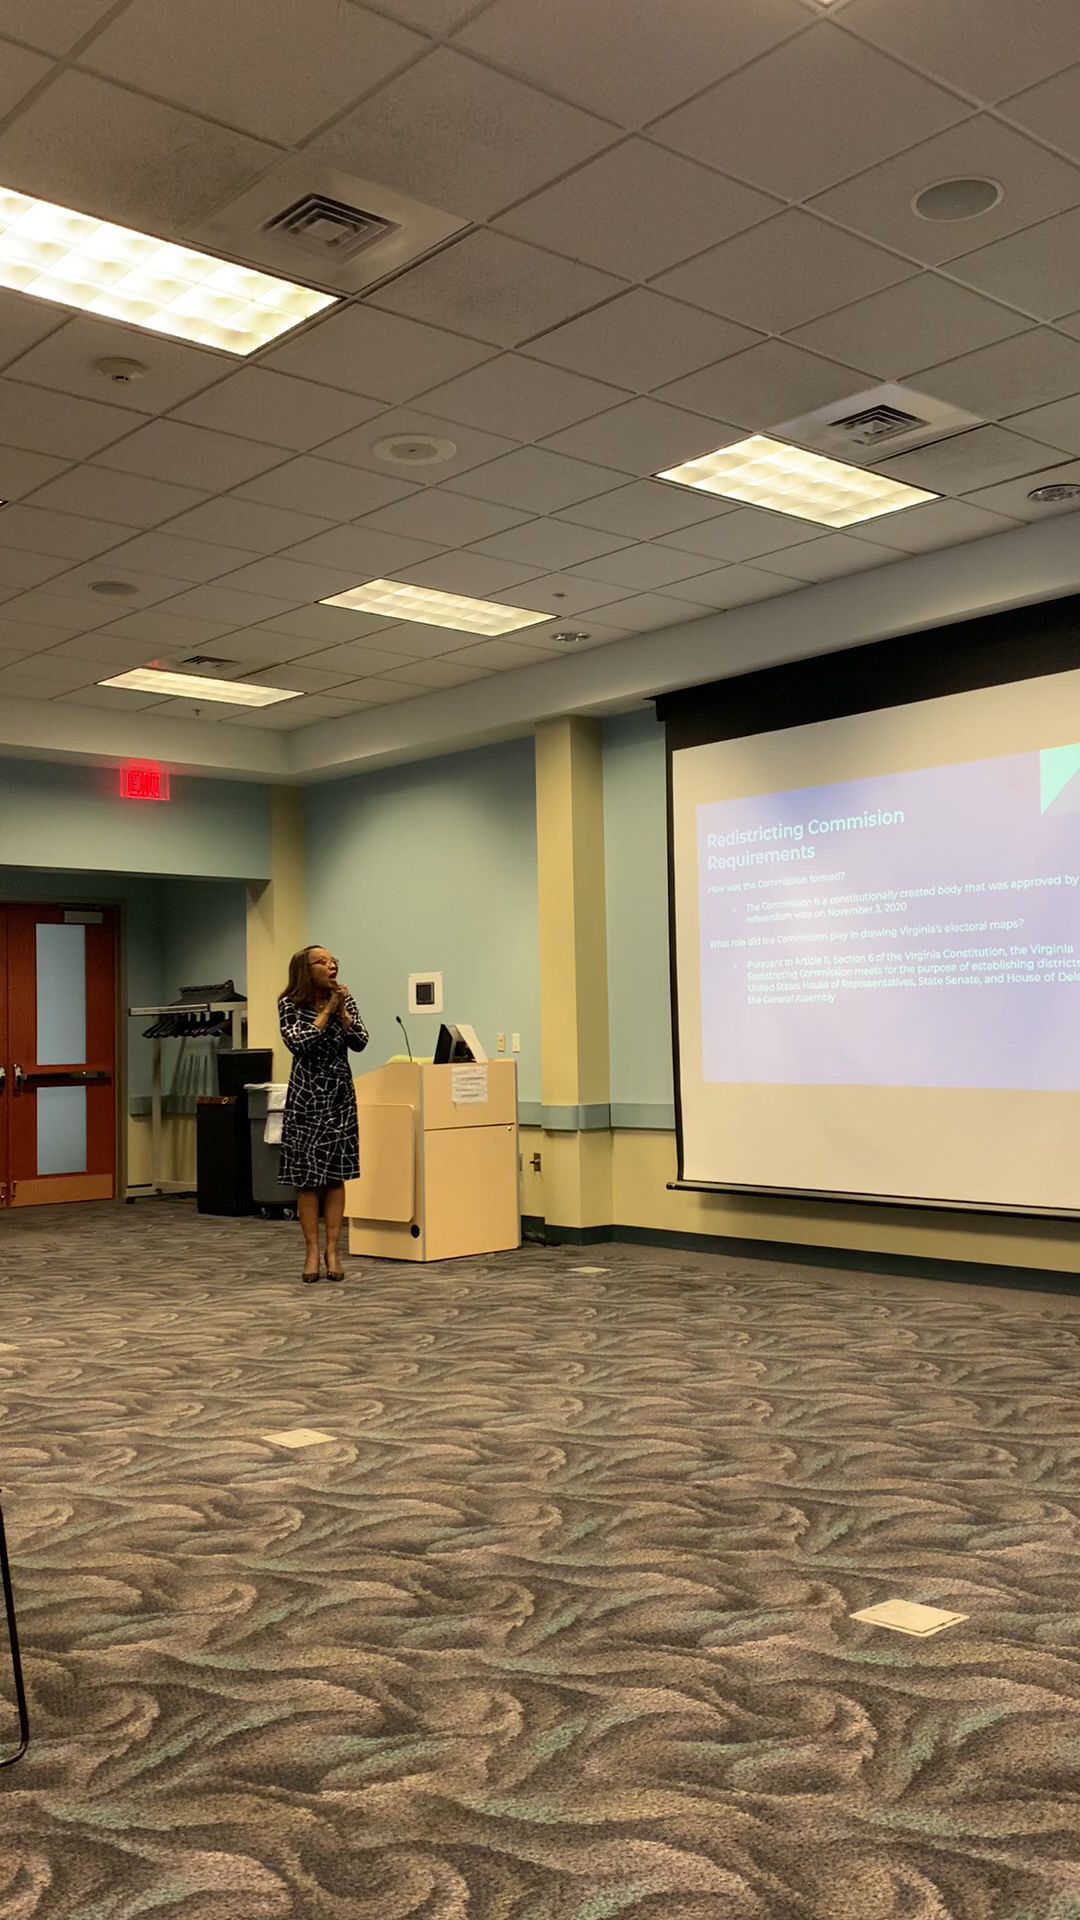 EXIT
Redistricting Commision
Requirements
How was the Commission formed?
The Commission is a constitutionally created body that was approved by
referendum vote on November 3, 2020
What role did the Commission play in drawing Virginia's electoral maps?
Pursuant to Article II, Section 6 of the Virginia Constitution, the Virginia
Redistricting Commission meets for the purpose of establishing districts
United States House of Representatives, State Senate, and House of Dele
the General Assembly